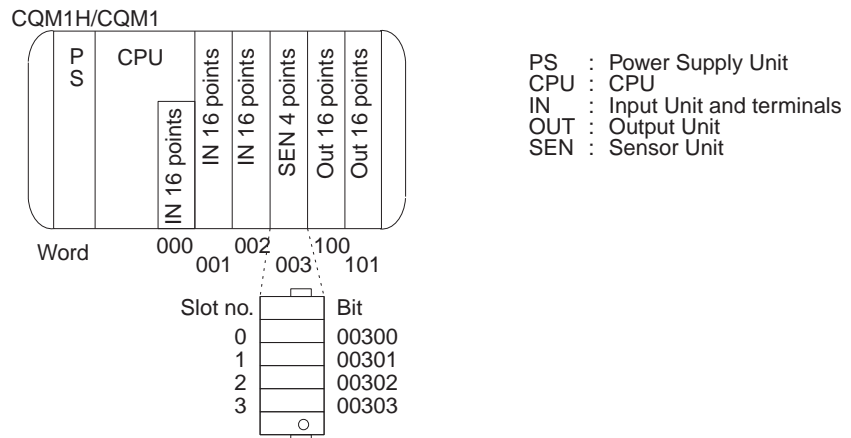 CQM1H/CQM1
PS
CPU
IN 16 points
IN 16 points
IN 16 points
SEN 4 points
Out 16 points
Out 16 points
PS : Power Supply Unit
CPU : CPU
IN : Input Unit and terminals
OUT : Output Unit
SEN : Sensor Unit
Word 000 002 100
001 003 101
Slot no. Bit
0 00300
1 00301
2 00302
3 00303